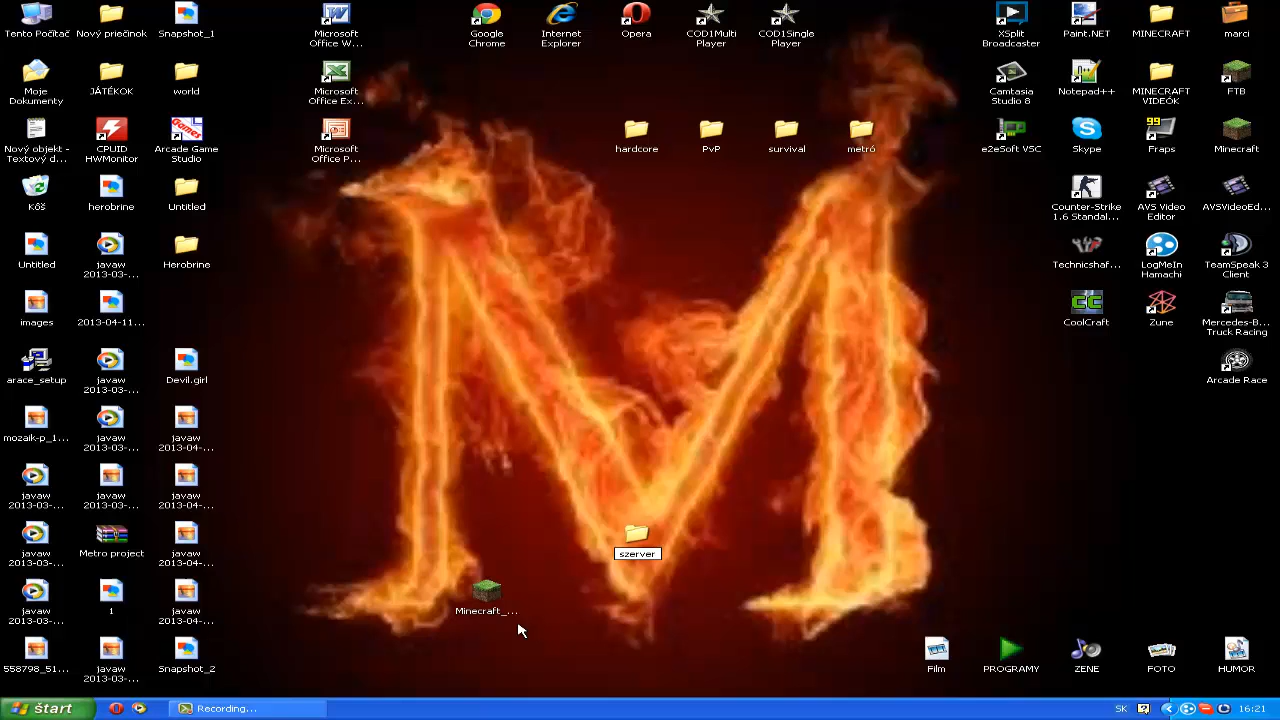 Tento Počítač
Nový priečinok
Snapshot_1
Microsoft
Office W...
Google
Chrome
Internet
Explorer
Opera
COD1Multi
Player
COD1Single
Player
XSplit
Broadcaster
Paint.NET
MINECRAFT
marci
Moje
Dokumenty
JÁTÉKOK
world
Microsoft
Office Ex...
Camtasia
Studio 8
Notepad++
MINECRAFT
VIDEÓK
FTB
Nový objekt -
Textový d...
CPUID
HWMonitor
Games
Arcade Game
Studio
Microsoft
Office P...
hardcore
PvP
survival
metró
e2eSoft VSC
Skype
99
Fraps
Minecraft
Kôš
herobrine
Untitled
Counter-Strike
1.6 Standal...
AVS Video
Editor
AVSVideoEd...
Untitled
javaw
2013-03-...
Herobrine
Technicshaf...
LogMeIn
Hamachi
TeamSpeak 3
Client
images
2013-04-11...
CC
CoolCraft
Zune
Mercedes-B...
Truck Racing
arace_setup
javaw
2013-03-...
Devil.girl
Arcade Race
mozaik-p_1...
javaw
2013-03-...
javaw
2013-04-...
javaw
2013-03-...
javaw
2013-03-...
javaw
2013-04-...
javaw
2013-03-...
Metro project
javaw
2013-04-...
szerver
javaw
2013-03-...
1
javaw
2013-04-...
Minecraft_...
558798_51...
javaw
2013-03-...
Snapshot_2
Film
PROGRAMY
ZENE
FOTO
HUMOR
štart
Recording...
SK
16:21